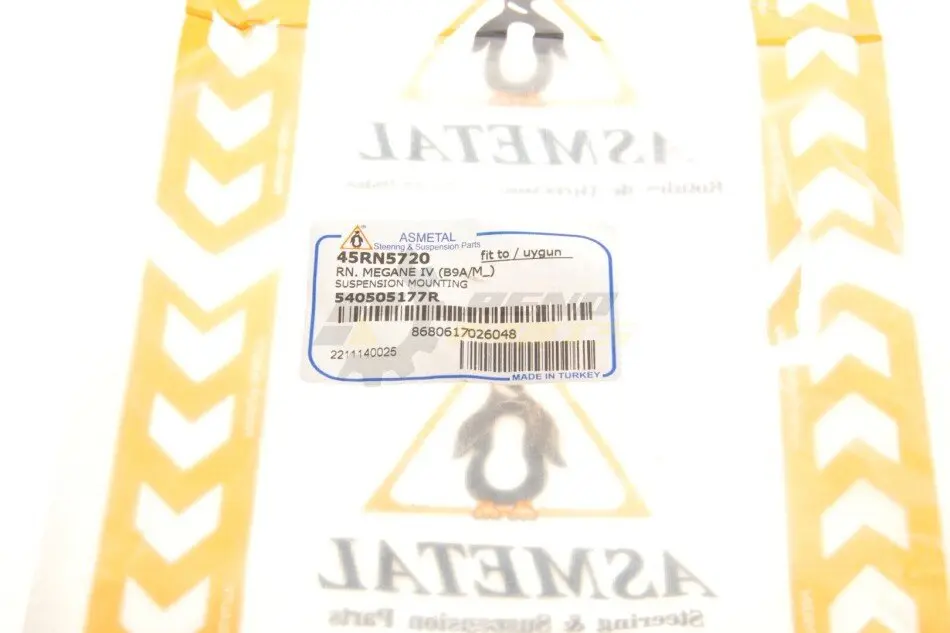 ASMETAL
ASMETAL
Steering & Suspension Parts
45RN5720 fit to / uygun
RN. MEGANE IV (B9A/M_)
SUSPENSION MOUNTING
540505177R
8680617026048
2211140025
MADE IN TURKEY
ASMETAL
Steering & Suspension Parts